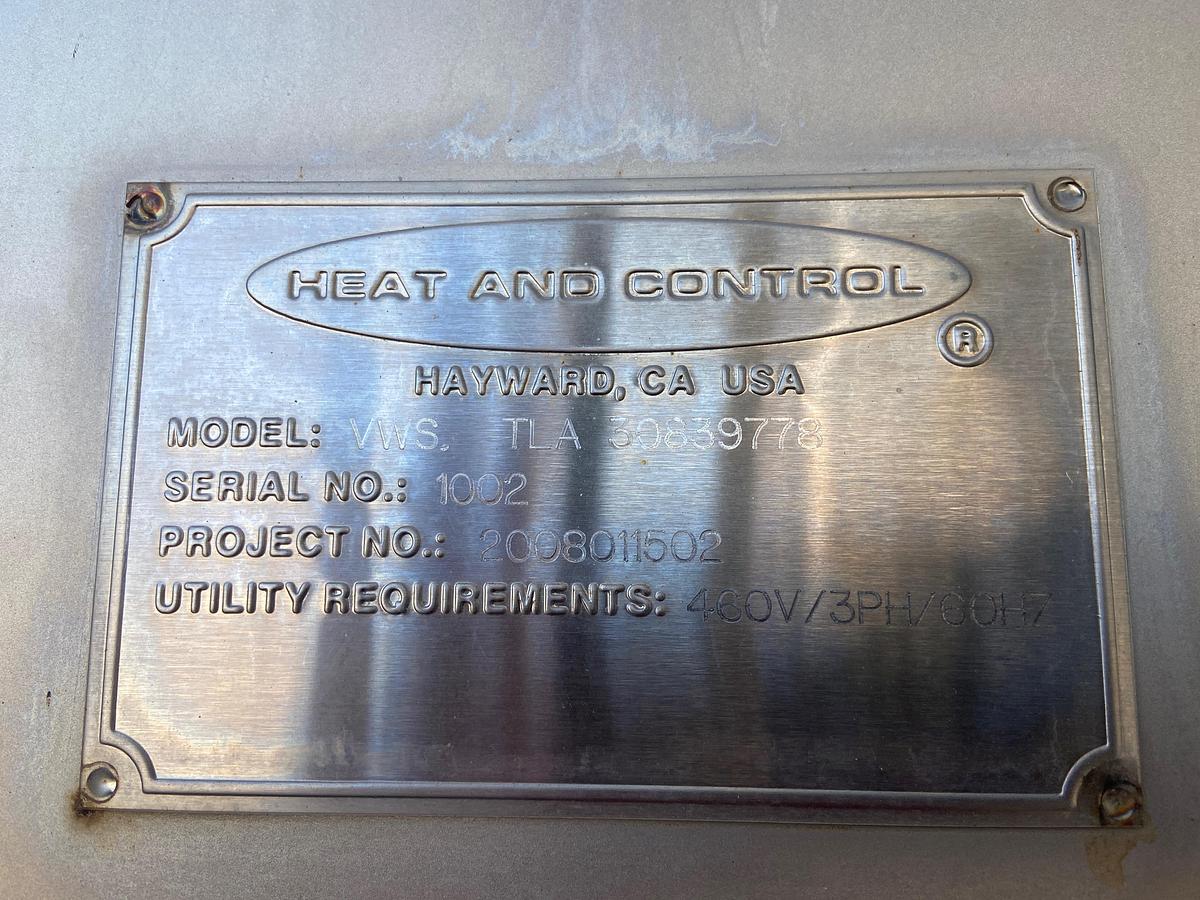 HEAT AND CONTROL
®
HAYWARD, CA USA
MODEL: VWS. TLA 30839778
SERIAL NO.: 1002
PROJECT NO.: 2008011502
UTILITY REQUIREMENTS: 460V/3PH/60HZ